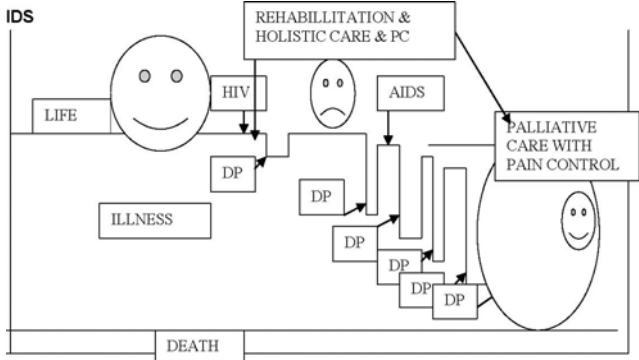 IDS
REHABILLITATION &
HOLISTIC CARE & PC
HIV
AIDS
LIFE
PALLIATIVE
CARE WITH
PAIN CONTROL
DP
DP
ILLNESS
DP
DP
DP
DP
DEATH